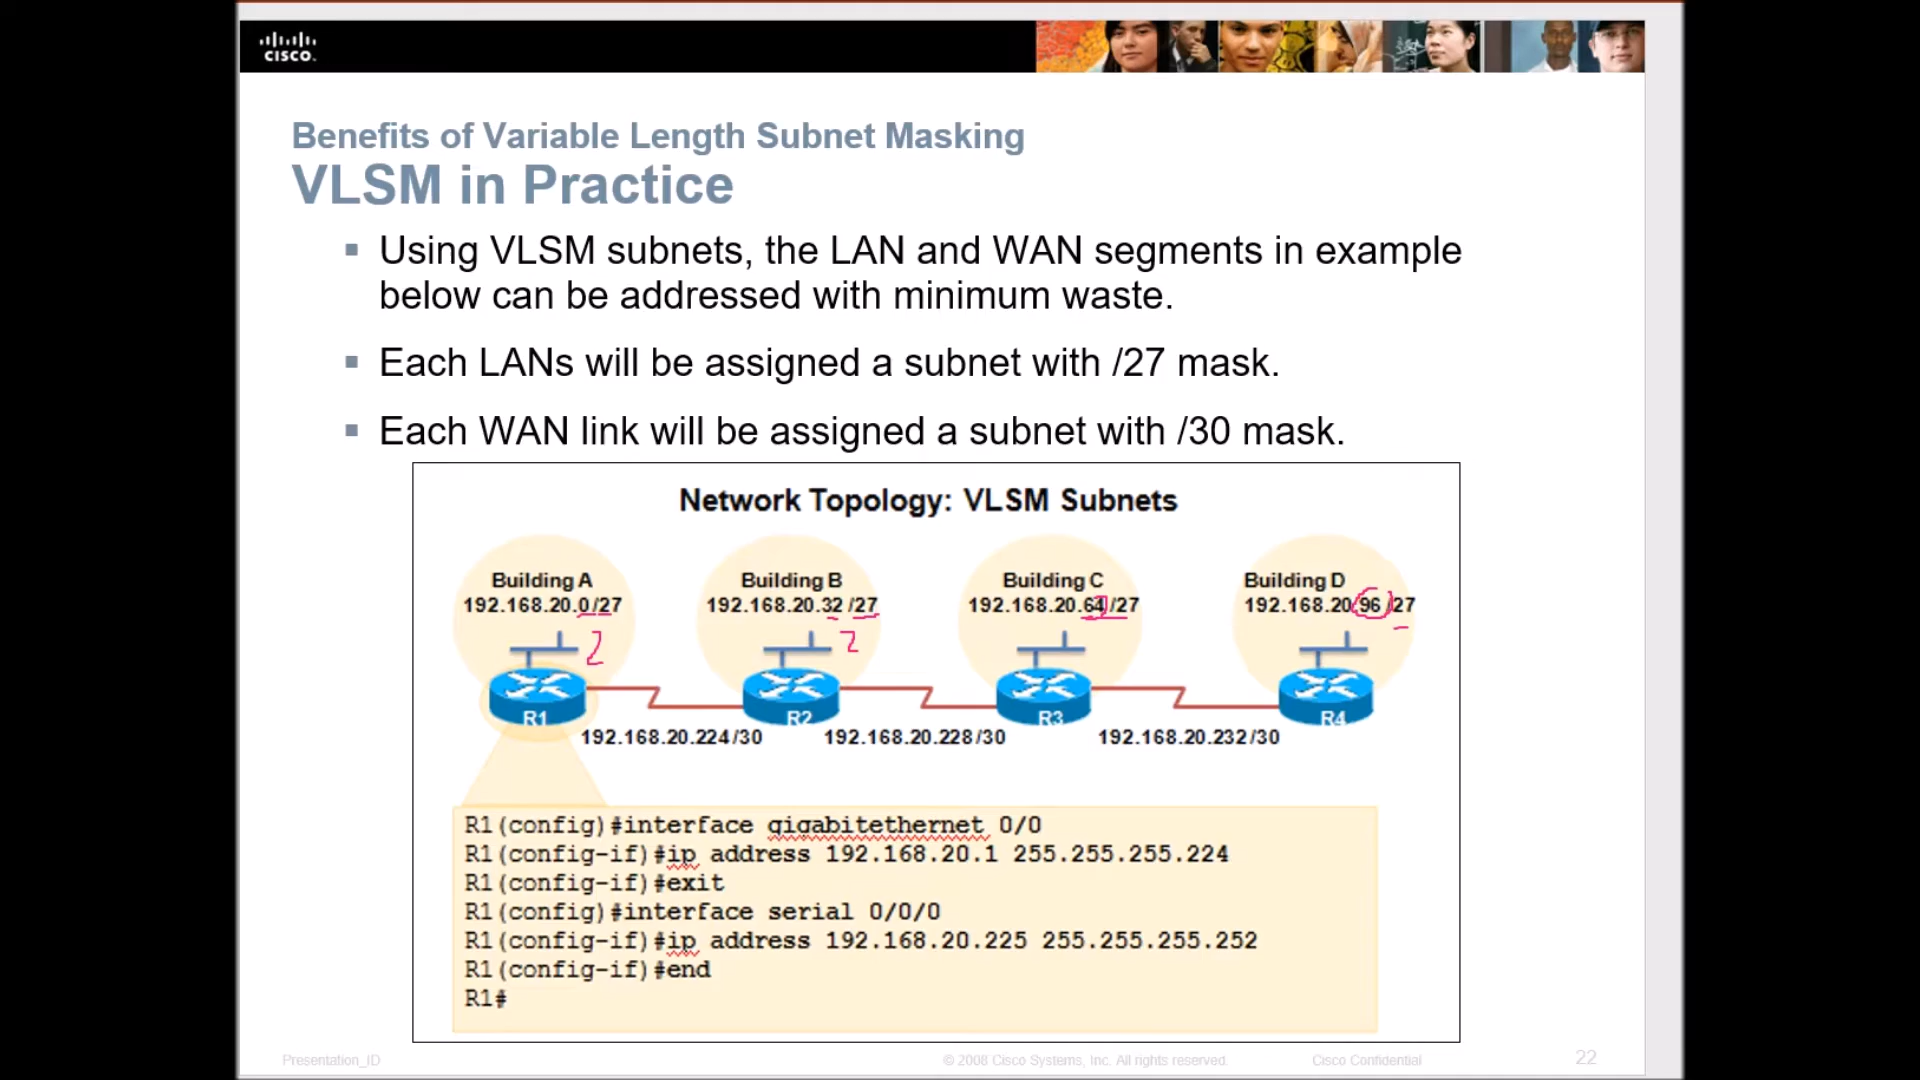 CISCO.
Benefits of Variable Length Subnet Masking
VLSM in Practice
Using VLSM subnets, the LAN and WAN segments in example
below can be addressed with minimum waste.
Each LANs will be assigned a subnet with /27 mask.
Each WAN link will be assigned a subnet with /30 mask.
Network Topology: VLSM Subnets
Building A
192.168.20.0/27
Building B
192.168.20.32 /27
Building C
192.168.20.64 /27
Building D
192.168.20.96 /27
2
2
R1
R2
R3
R4
192.168.20.224/30
192.168.20.228/30
192.168.20.232/30
R1(config)#interface gigabitethernet 0/0
R1(config-if)#ip address 192.168.20.1 255.255.255.224
R1(config-if)#exit
R1(config)#interface serial 0/0/0
R1(config-if)#ip address 192.168.20.225 255.255.255.252
R1(config-if)#end
R1#
Presentation_ID
© 2008 Cisco Systems, Inc. All rights reserved.
Cisco Confidential
22